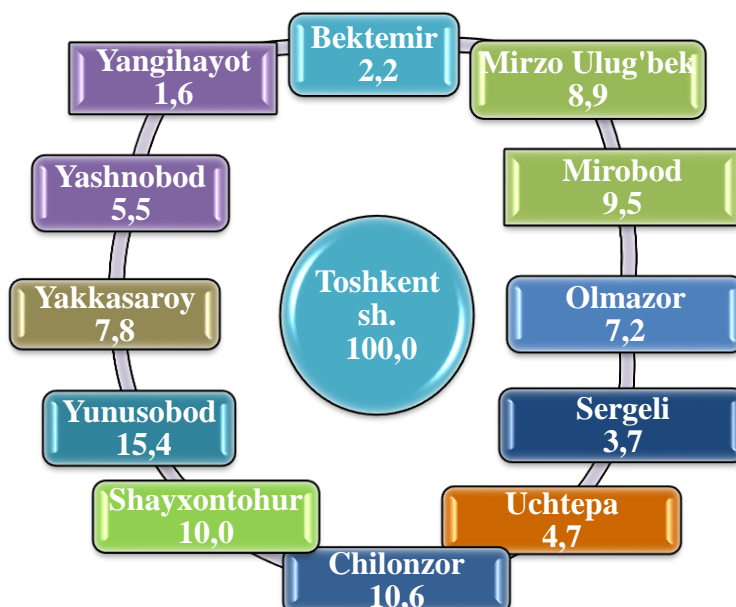 Bektemir
2,2
Mirzo Ulug'bek
8,9
Mirobod
9,5
Olmazor
7,2
Sergeli
3,7
Uchtepa
4,7
Chilonzor
10,6
Shayxontohur
10,0
Yunusobod
15,4
Yakkasaroy
7,8
Yashnobod
5,5
Yangihayot
1,6
Toshkent
sh.
100,0